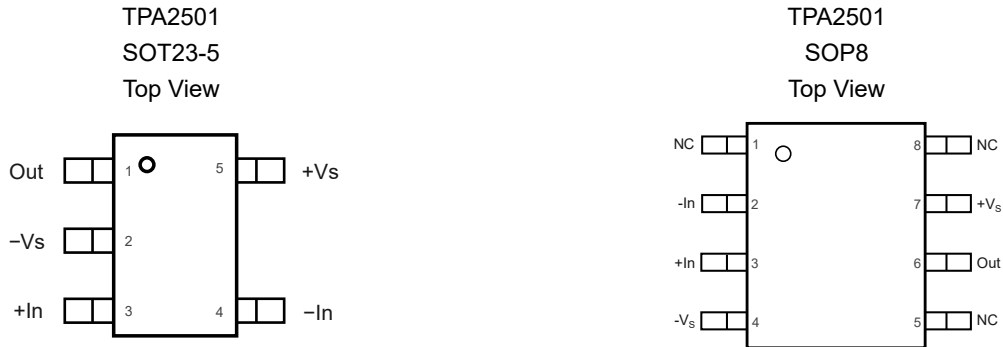 TPA2501
SOT23-5
Top View
Out 1 5 +Vs
−Vs 2
+In 3 4 −In
TPA2501
SOP8
Top View
NC 1 8 NC
-In 2 7 +VS
+In 3 6 Out
-VS 4 5 NC